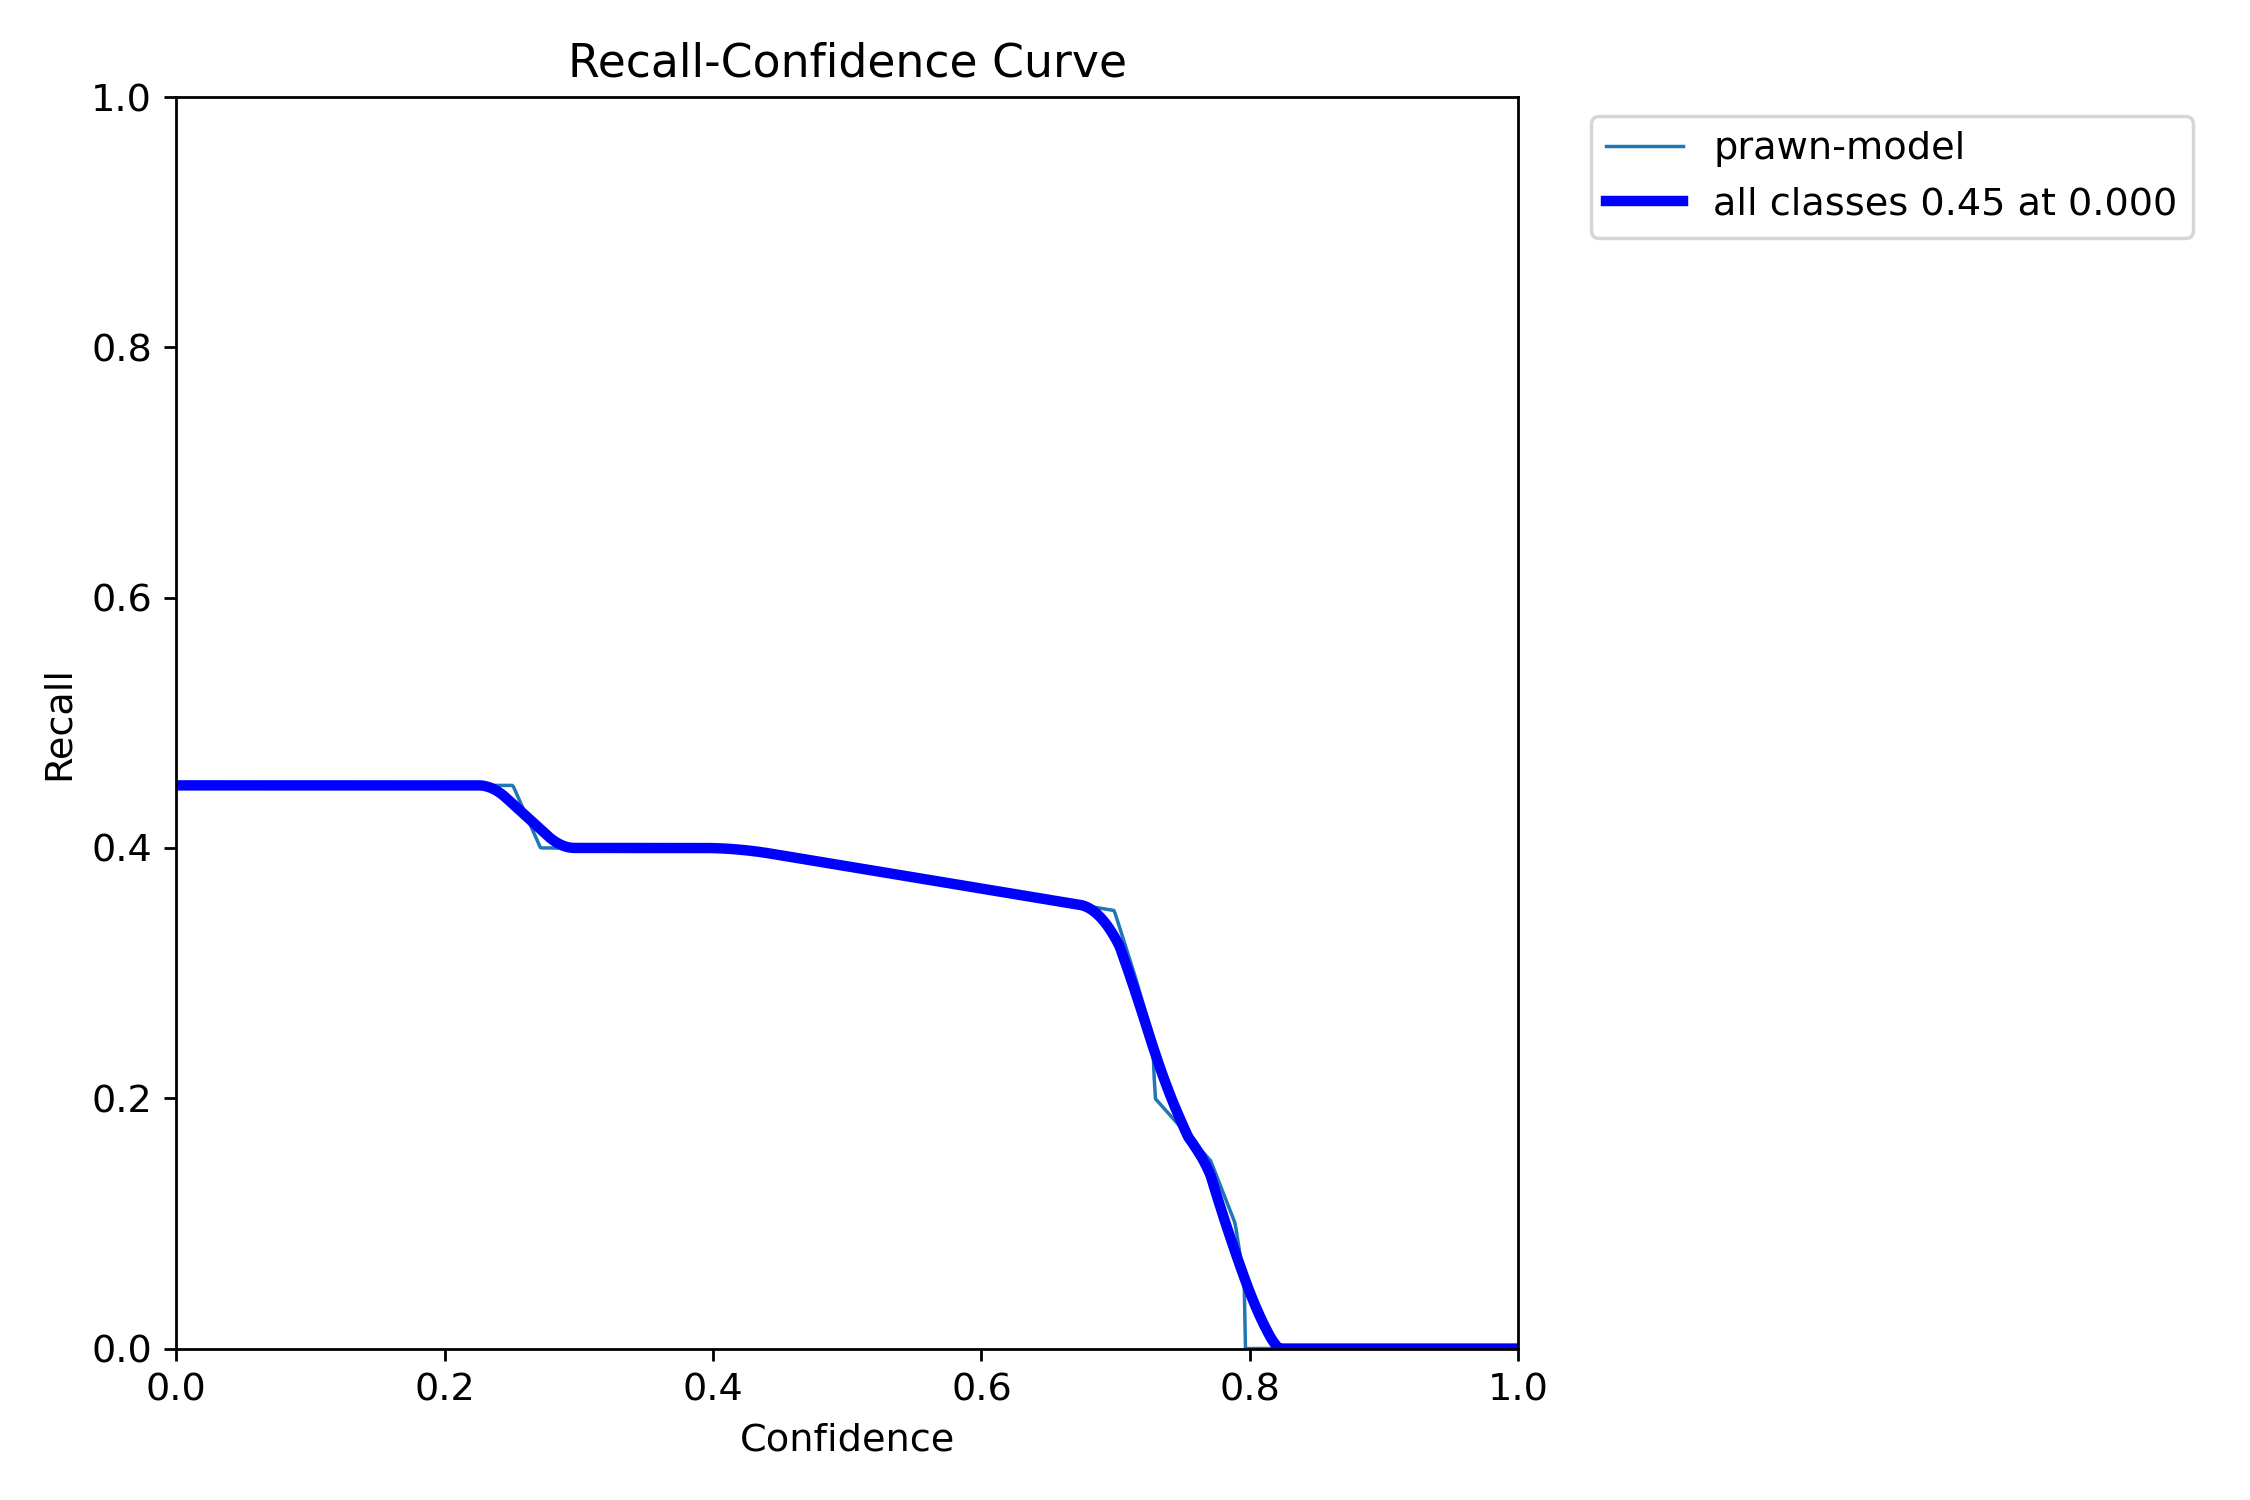 Recall-Confidence Curve
1.0
0.8
0.6
0.4
0.2
0.0
Recall
0.0 0.2 0.4 0.6 0.8 1.0
Confidence
prawn-model
all classes 0.45 at 0.000